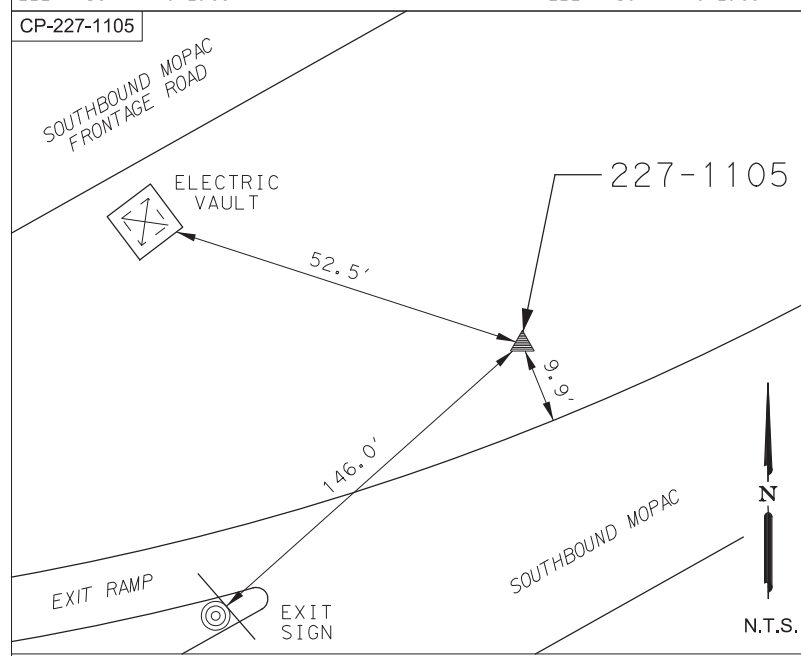 CP-227-1105
SOUTHBOUND MOPAC
FRONTAGE ROAD
ELECTRIC
VAULT
227-1105
52.5'
9.9'
146.0'
SOUTHBOUND MOPAC
N
EXIT RAMP
EXIT
SIGN
N.T.S.